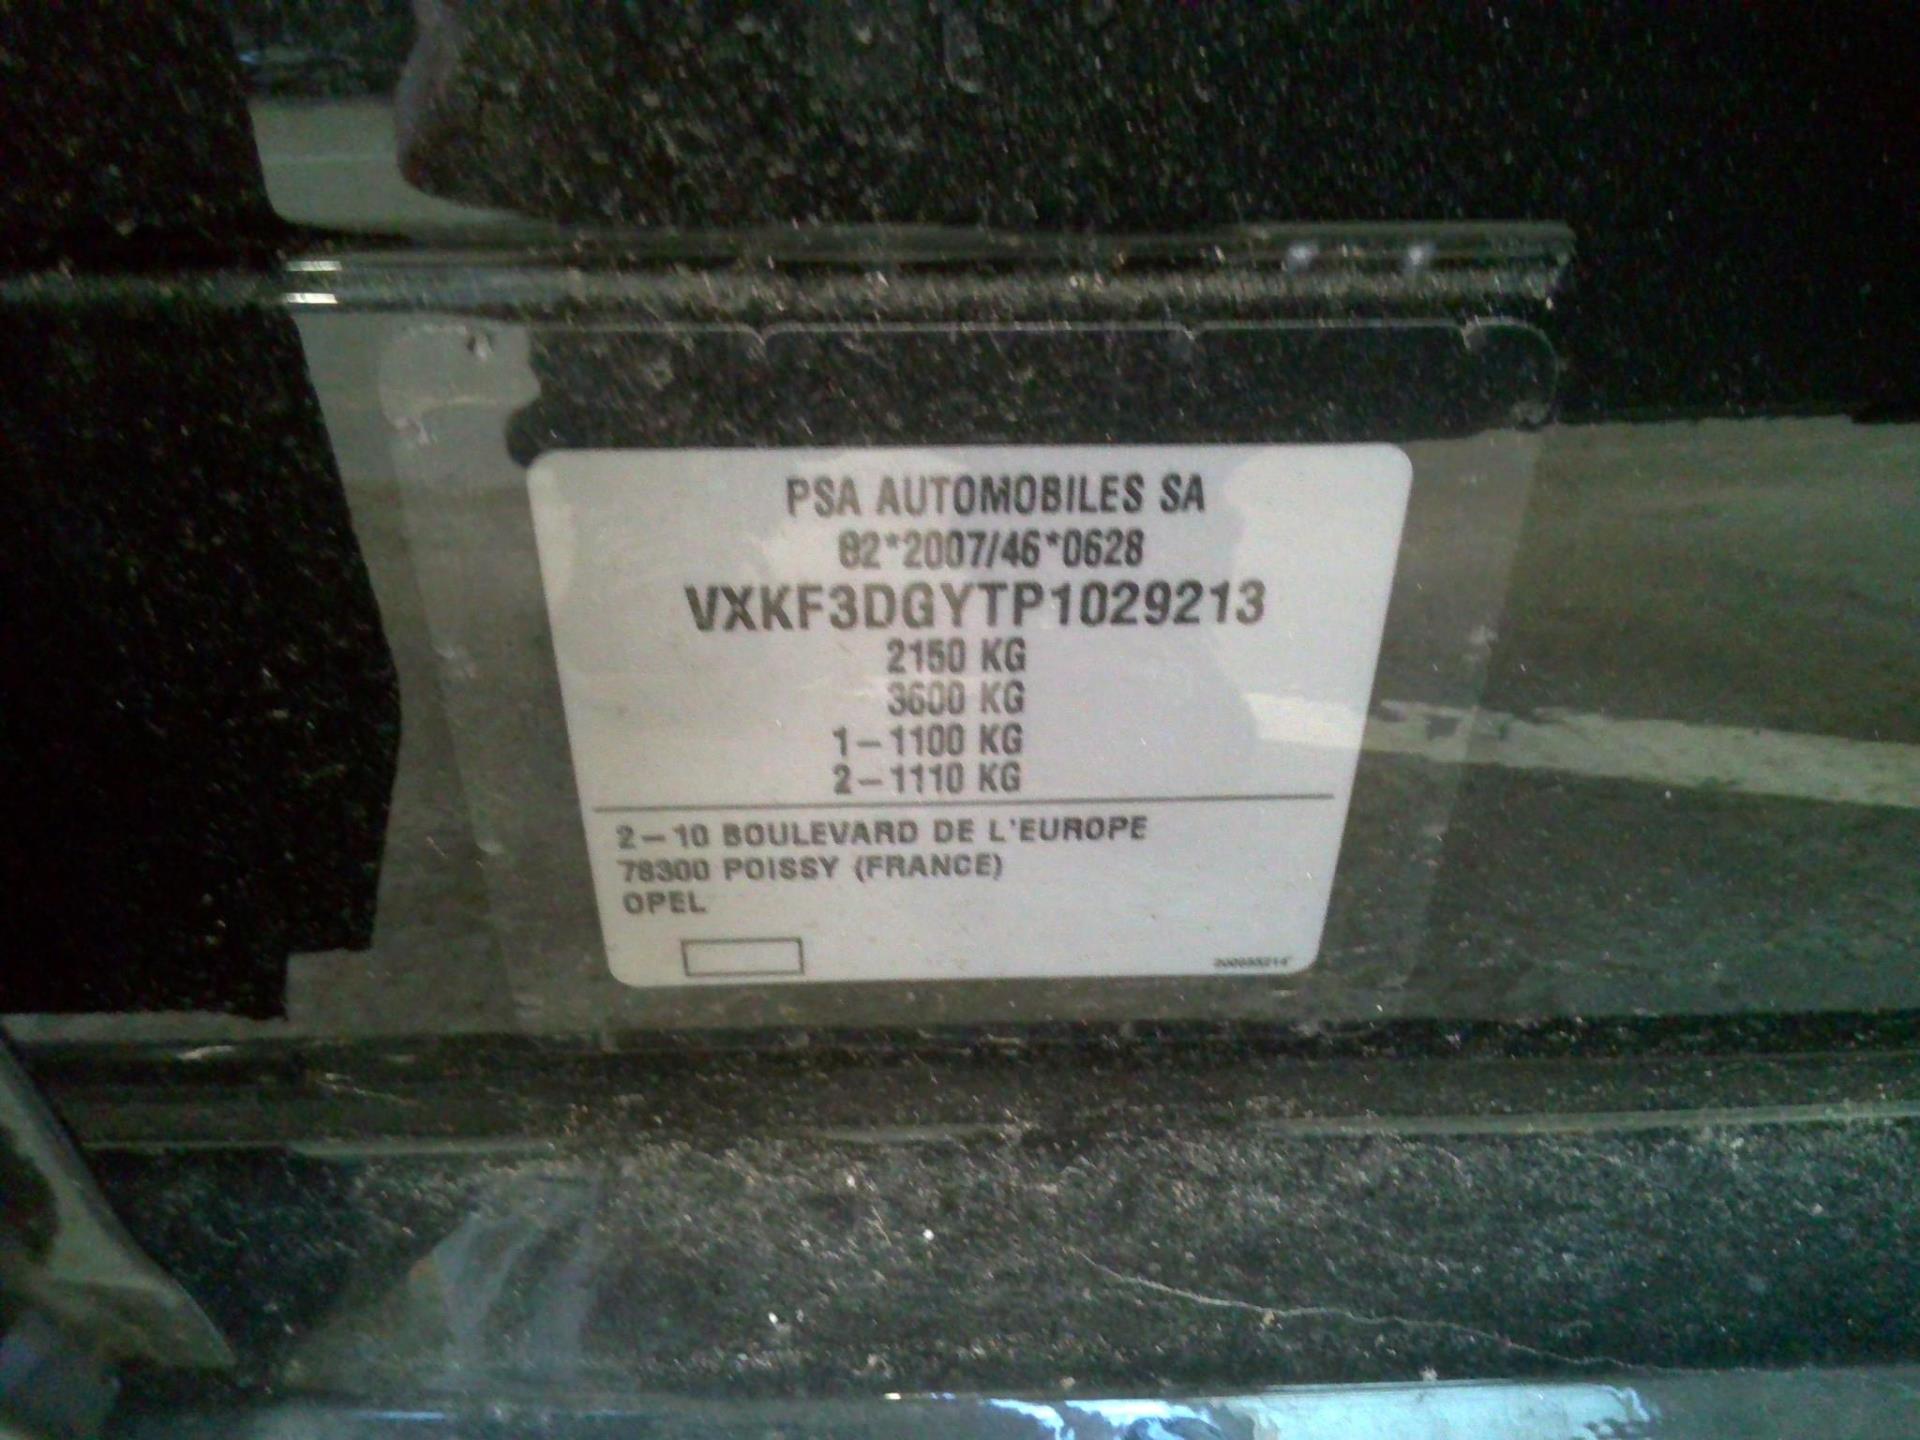 PSA AUTOMOBILES SA
02*2007/46*0628
VXKF3DGYTP1029213
2150 KG
3600 KG
1-1100 KG
2-1110 KG
2-10 BOULEVARD DE L'EUROPE
78300 POISSY (FRANCE)
OPEL